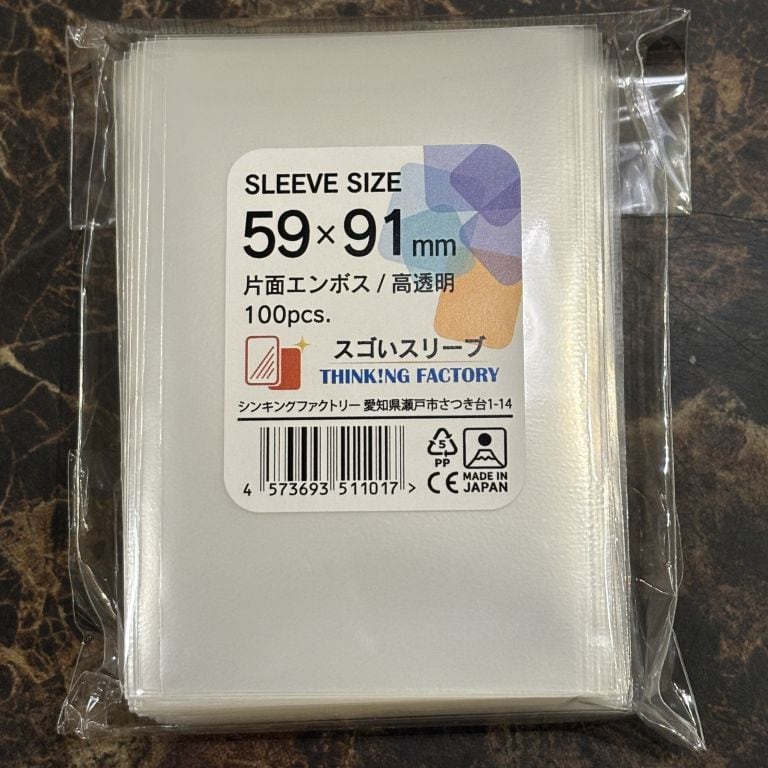 SLEEVE SIZE
59×91mm
片面エンボス / 高透明
100pcs.
スゴいスリーブ
THINK!NG FACTORY
シンキングファクトリー 愛知県瀬戸市さつき台1-14
4 573693 511017 >
5
PP
CE
MADE IN
JAPAN